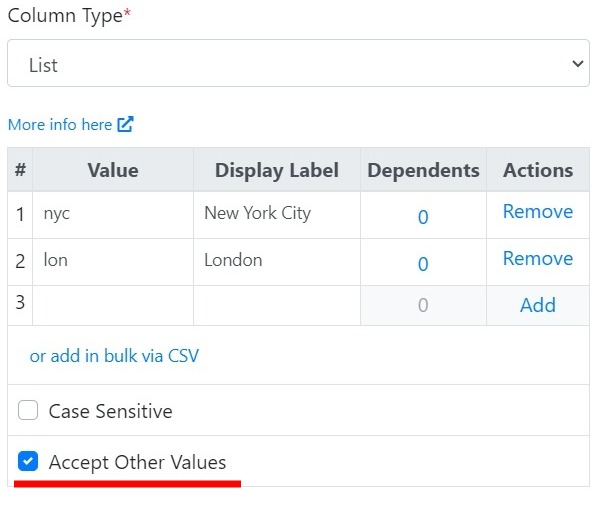 Column Type*
List
More info here
# Value Display Label Dependents Actions
1 nyc New York City 0 Remove
2 lon London 0 Remove
3 0 Add
or add in bulk via CSV
Case Sensitive
Accept Other Values